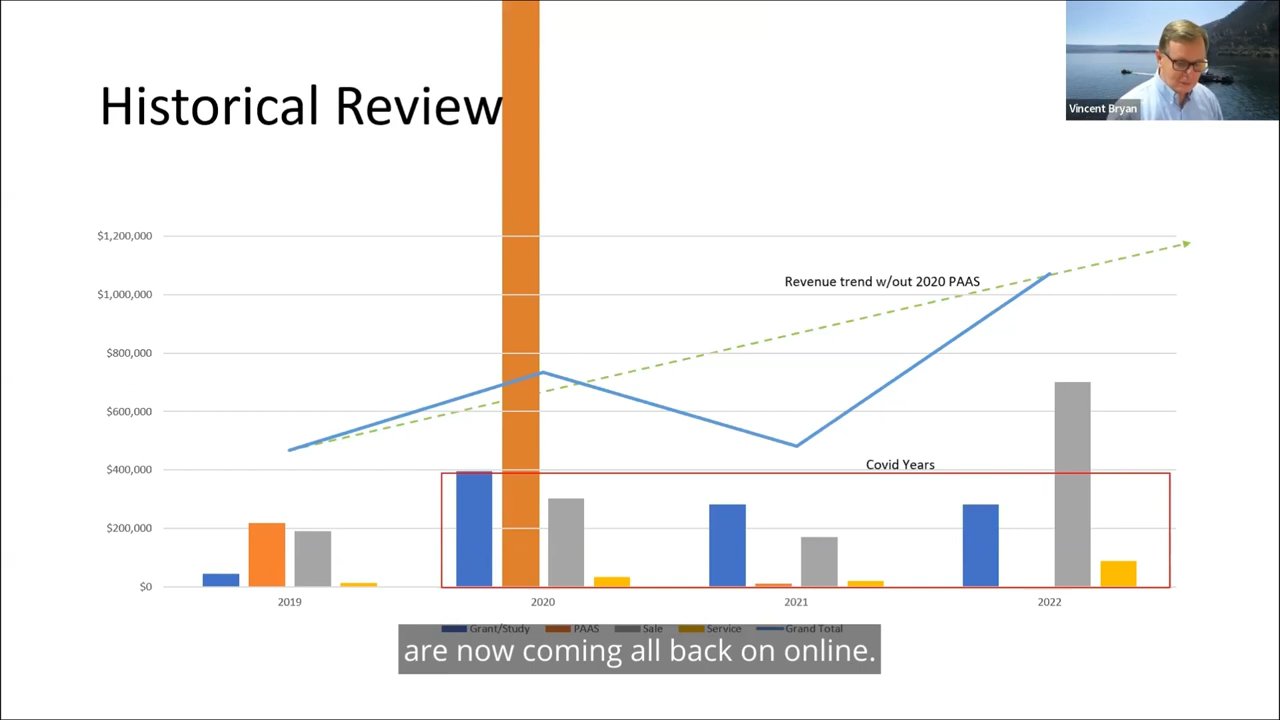 Historical Review
Vincent Bryan
$1,200,000
$1,000,000
$800,000
$600,000
$400,000
$200,000
$0
Revenue trend w/out 2020 PAAS
Covid Years
2019 2020 2021 2022
Grant/Study PAAS Sale Service Grand Total
are now coming all back on online.